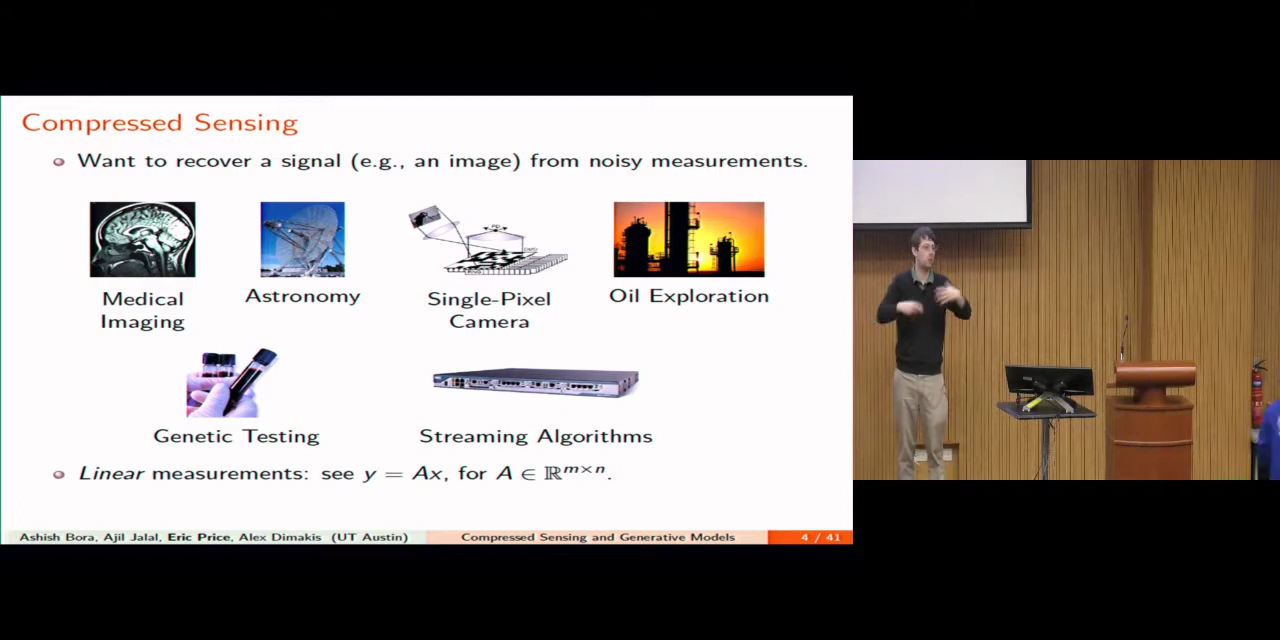 Compressed Sensing
Want to recover a signal (e.g., an image) from noisy measurements.
Medical
Imaging
Astronomy
Single-Pixel
Camera
Oil Exploration
Genetic Testing
Streaming Algorithms
Linear measurements: see y = Ax, for A ∈ ℝ^{m×n}.
Ashish Bora, Ajil Jalal, Eric Price, Alex Dimakis (UT Austin)
Compressed Sensing and Generative Models
4 / 41